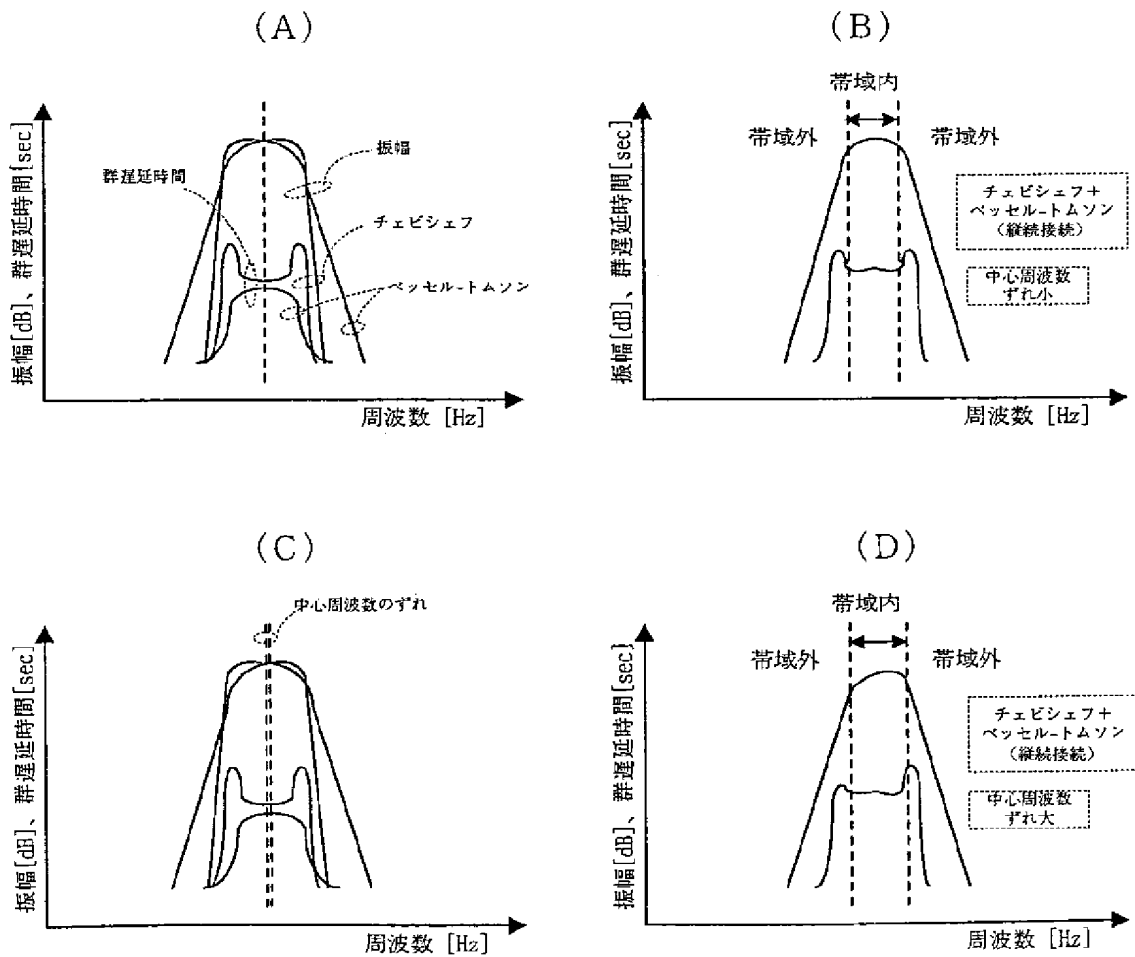 (A)
振幅[dB]、群遅延時間[sec]
群遅延時間
振幅
チェビシェフ
ベッセル-トムソン
周波数 [Hz]
(B)
帯域内
帯域外
帯域外
振幅[dB]、群遅延時間[sec]
チェビシェフ+
ベッセル-トムソン
(縦続接続)
中心周波数
ずれ小
周波数 [Hz]
(C)
中心周波数のずれ
振幅[dB]、群遅延時間[sec]
周波数 [Hz]
(D)
帯域内
帯域外
帯域外
振幅[dB]、群遅延時間[sec]
チェビシェフ+
ベッセル-トムソン
(縦続接続)
中心周波数
ずれ大
周波数 [Hz]